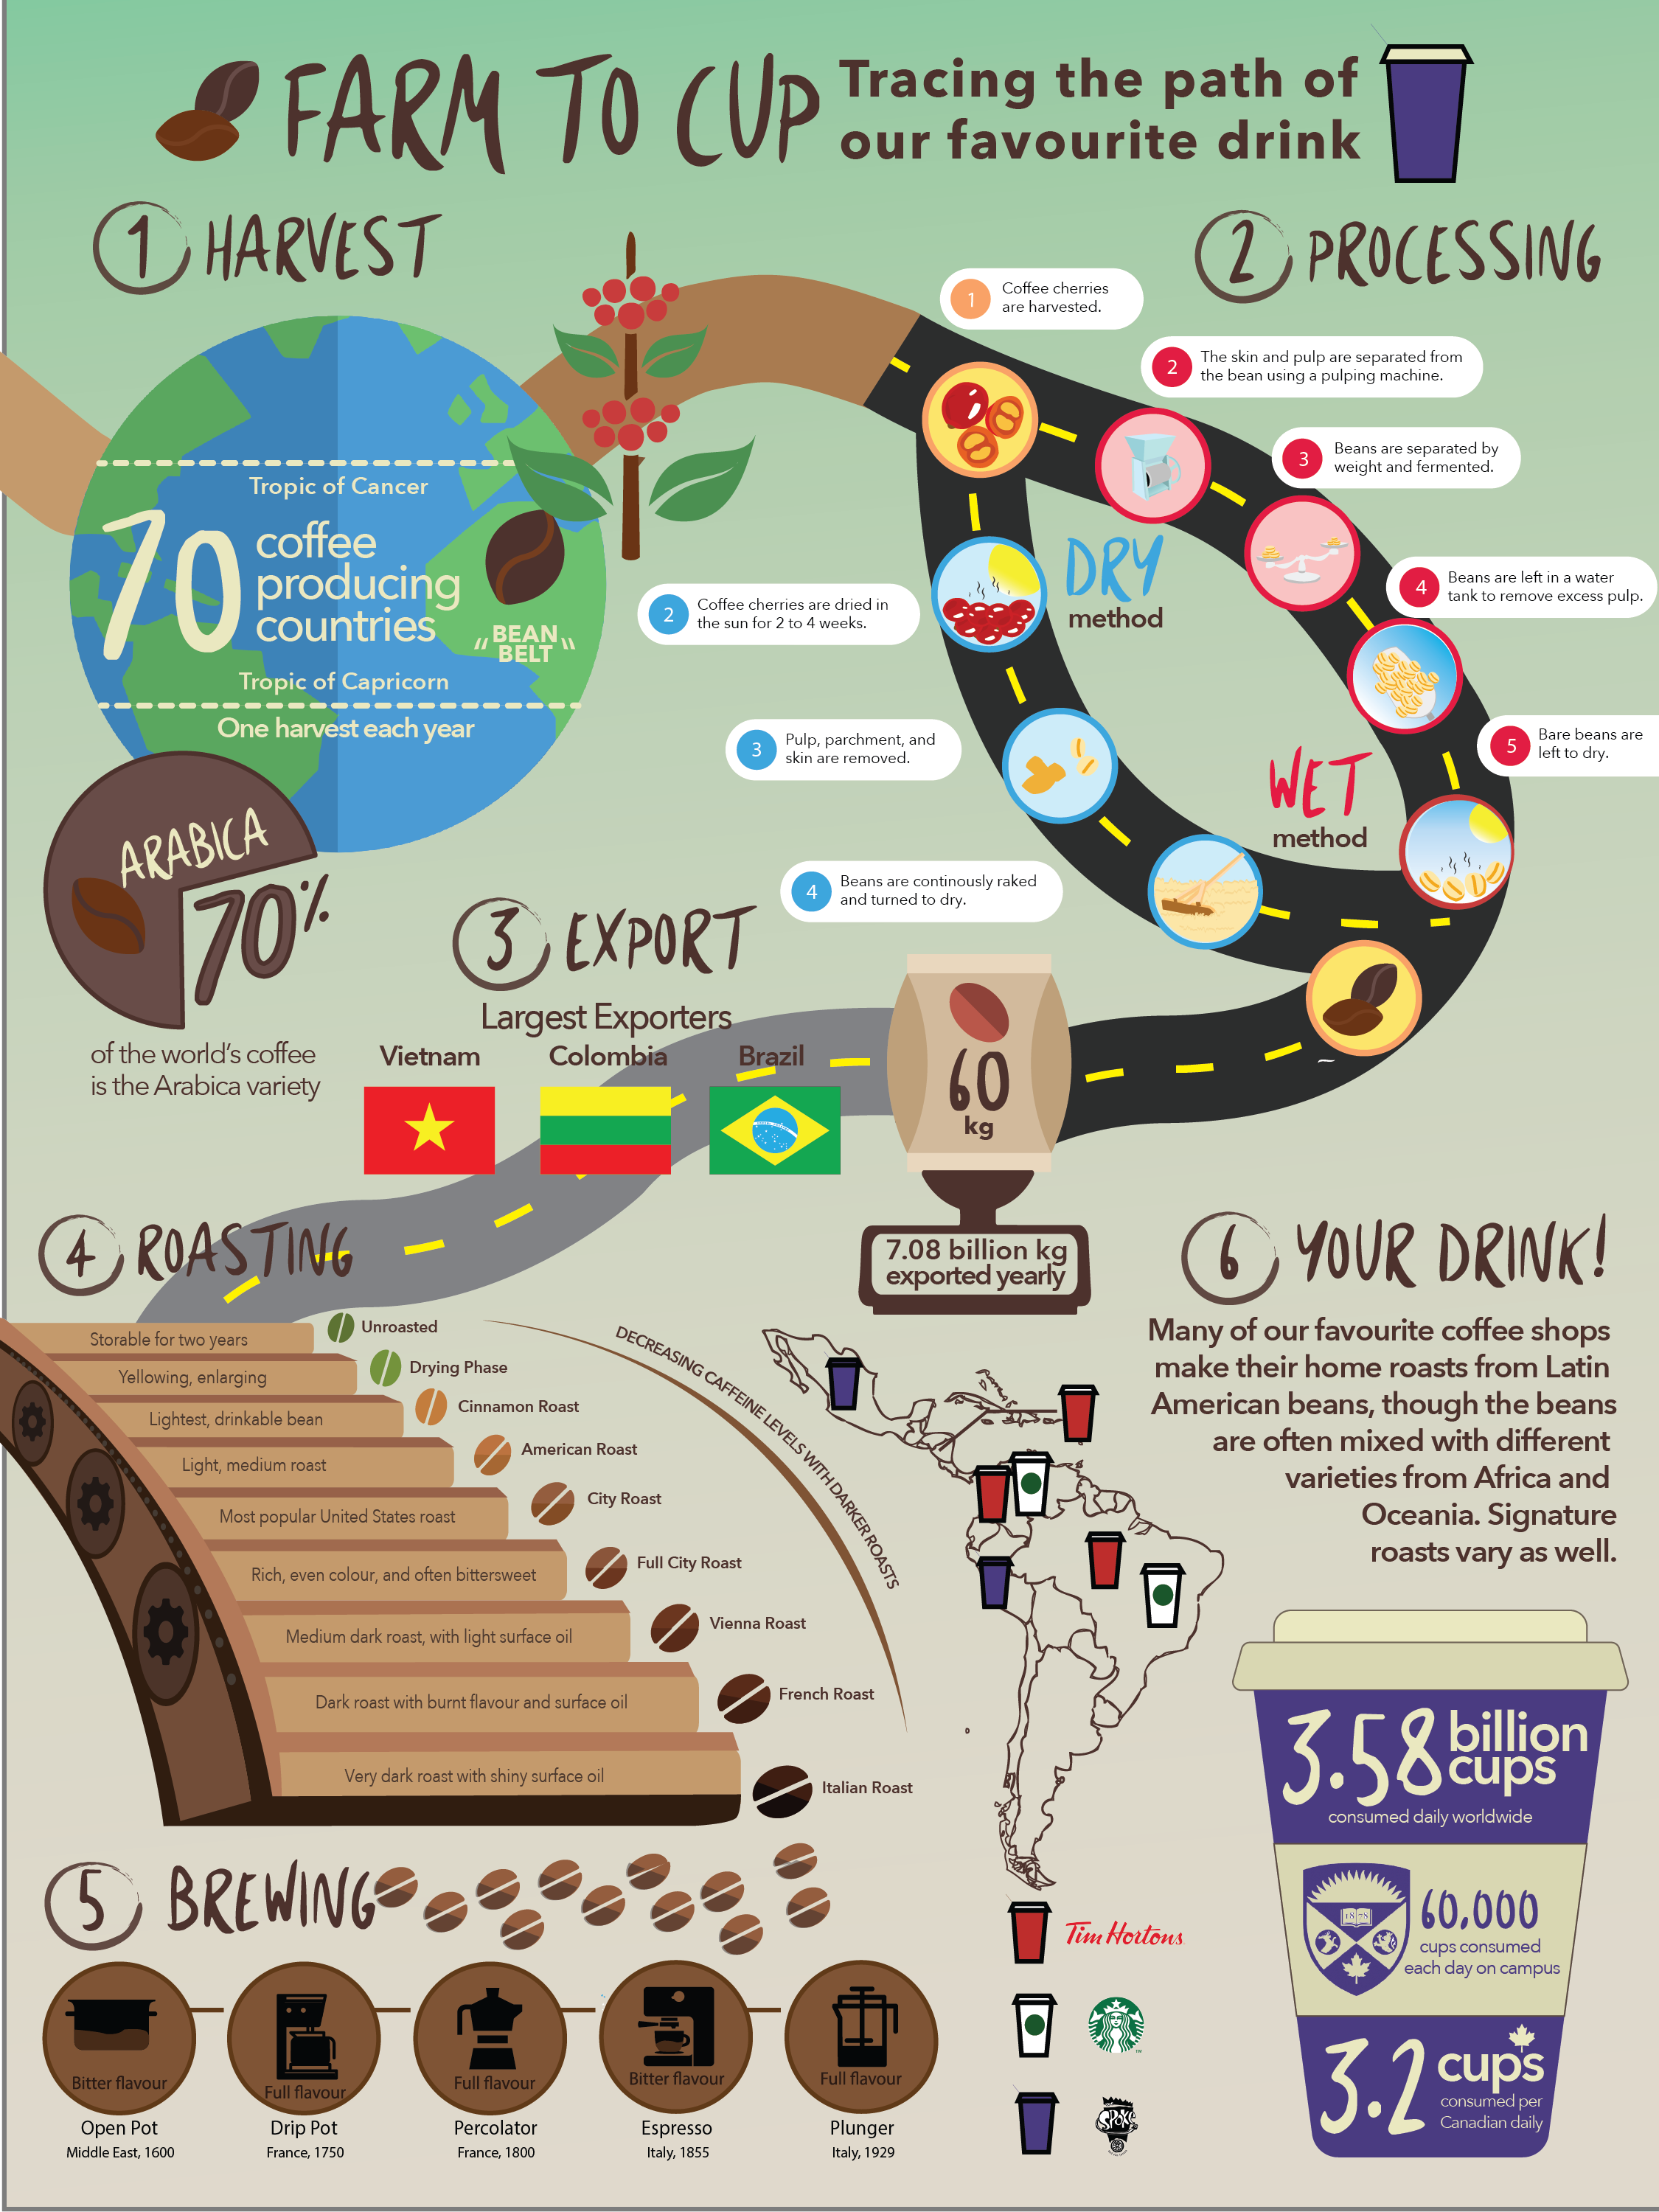 FARM TO CUP
Tracing the path of
our favourite drink
1 HARVEST
Tropic of Cancer
70
coffee
producing
countries
"BEAN
BELT"
Tropic of Capricorn
One harvest each year
ARABICA
70%
of the world's coffee
is the Arabica variety
2 PROCESSING
1
Coffee cherries
are harvested.
2
The skin and pulp are separated from
the bean using a pulping machine.
3
Beans are separated by
weight and fermented.
4
Beans are left in a water
tank to remove excess pulp.
5
Bare beans are
left to dry.
WET
method
DRY
method
2
Coffee cherries are dried in
the sun for 2 to 4 weeks.
3
Pulp, parchment, and
skin are removed.
4
Beans are continously raked
and turned to dry.
3 EXPORT
Largest Exporters
Vietnam
Colombia
Brazil
60
kg
7.08 billion kg
exported yearly
4 ROASTING
Storable for two years
Unroasted
Yellowing, enlarging
Drying Phase
Lightest, drinkable bean
Cinnamon Roast
Light, medium roast
American Roast
Most popular United States roast
City Roast
Rich, even colour, and often bittersweet
Full City Roast
Medium dark roast, with light surface oil
Vienna Roast
Dark roast with burnt flavour and surface oil
French Roast
Very dark roast with shiny surface oil
Italian Roast
DECREASING CAFFEINE LEVELS WITH DARKER ROASTS
5 BREWING
Bitter flavour
Open Pot
Middle East, 1600
Full flavour
Drip Pot
France, 1750
Full flavour
Percolator
France, 1800
Bitter flavour
Espresso
Italy, 1855
Full flavour
Plunger
Italy, 1929
6 YOUR DRINK!
Many of our favourite coffee shops
make their home roasts from Latin
American beans, though the beans
are often mixed with different
varieties from Africa and
Oceania. Signature
roasts vary as well.
Tim Hortons
TM
SPOKE
3.58 billion
cups
consumed daily worldwide
1878
60,000
cups consumed
each day on campus
3.2 cups
consumed per
Canadian daily